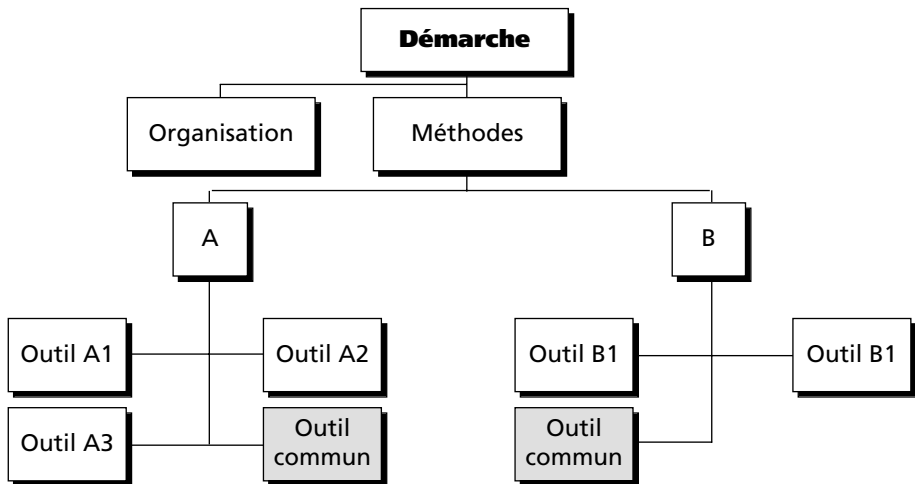 Démarche
Organisation
Méthodes
A
B
Outil A1
Outil A2
Outil B1
Outil B1
Outil A3
Outil
commun
Outil
commun